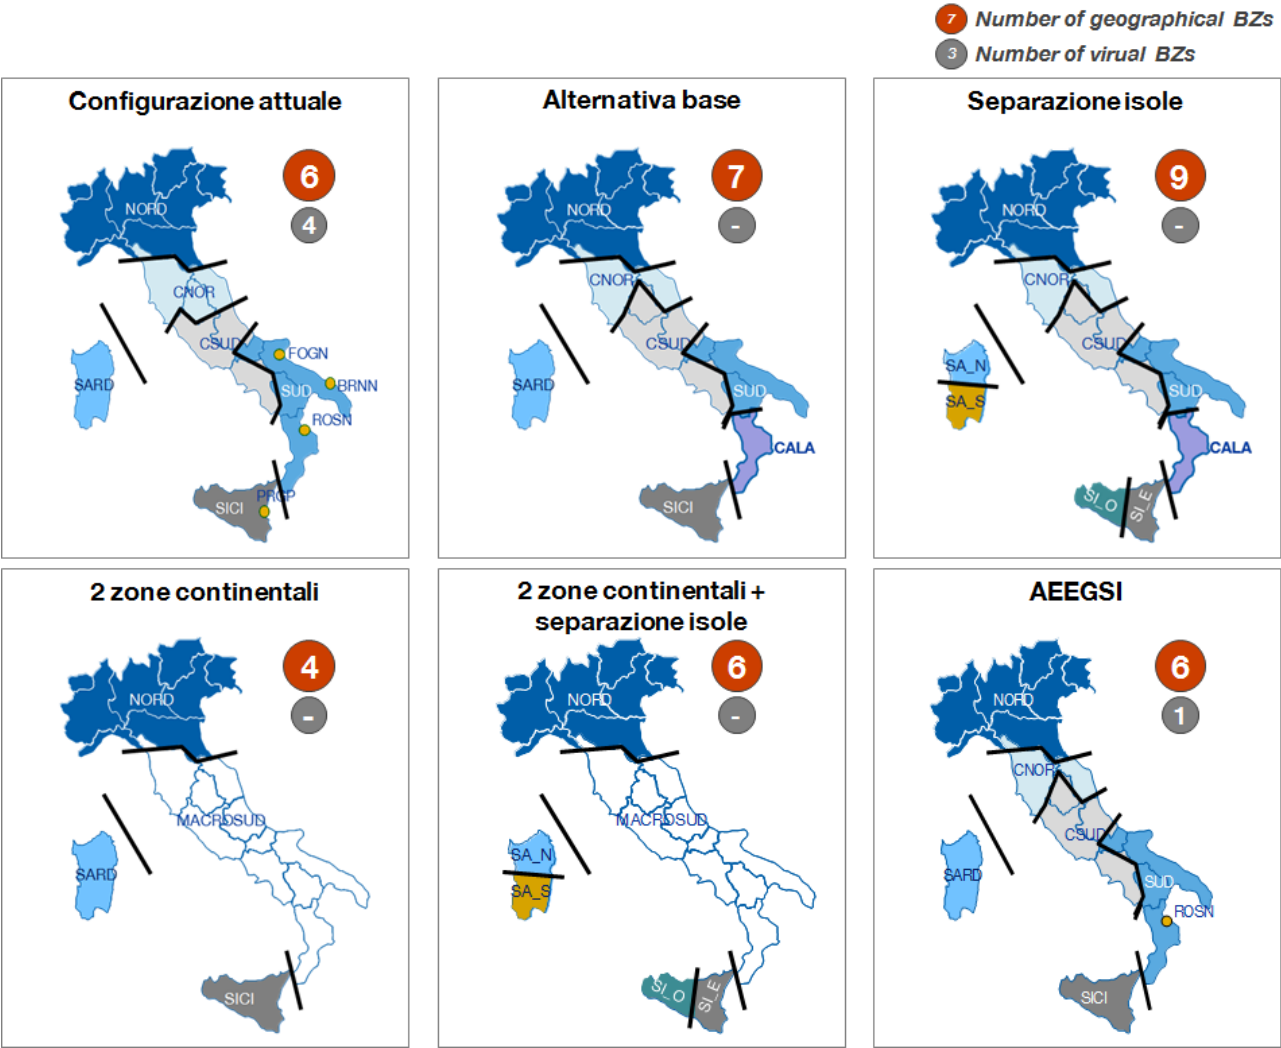 7 Number of geographical BZs
3 Number of virual BZs
Configurazione attuale
6
4
NORD
CNOR
CSUD
FOGN
SARD
SUD
BRNN
ROSN
PRGP
SICI
Alternativa base
7
-
NORD
CNOR
CSUD
SARD
SUD
CALA
SICI
Separazione isole
9
-
NORD
CNOR
CSUD
SA_N
SA_S
SUD
CALA
SI_O
SI_E
2 zone continentali
4
-
NORD
MACROSUD
SARD
SICI
2 zone continentali +
separazione isole
6
-
NORD
MACROSUD
SA_N
SA_S
SI_O
SI_E
AEEGSI
6
1
NORD
CNOR
CSUD
SARD
SUD
ROSN
SICI